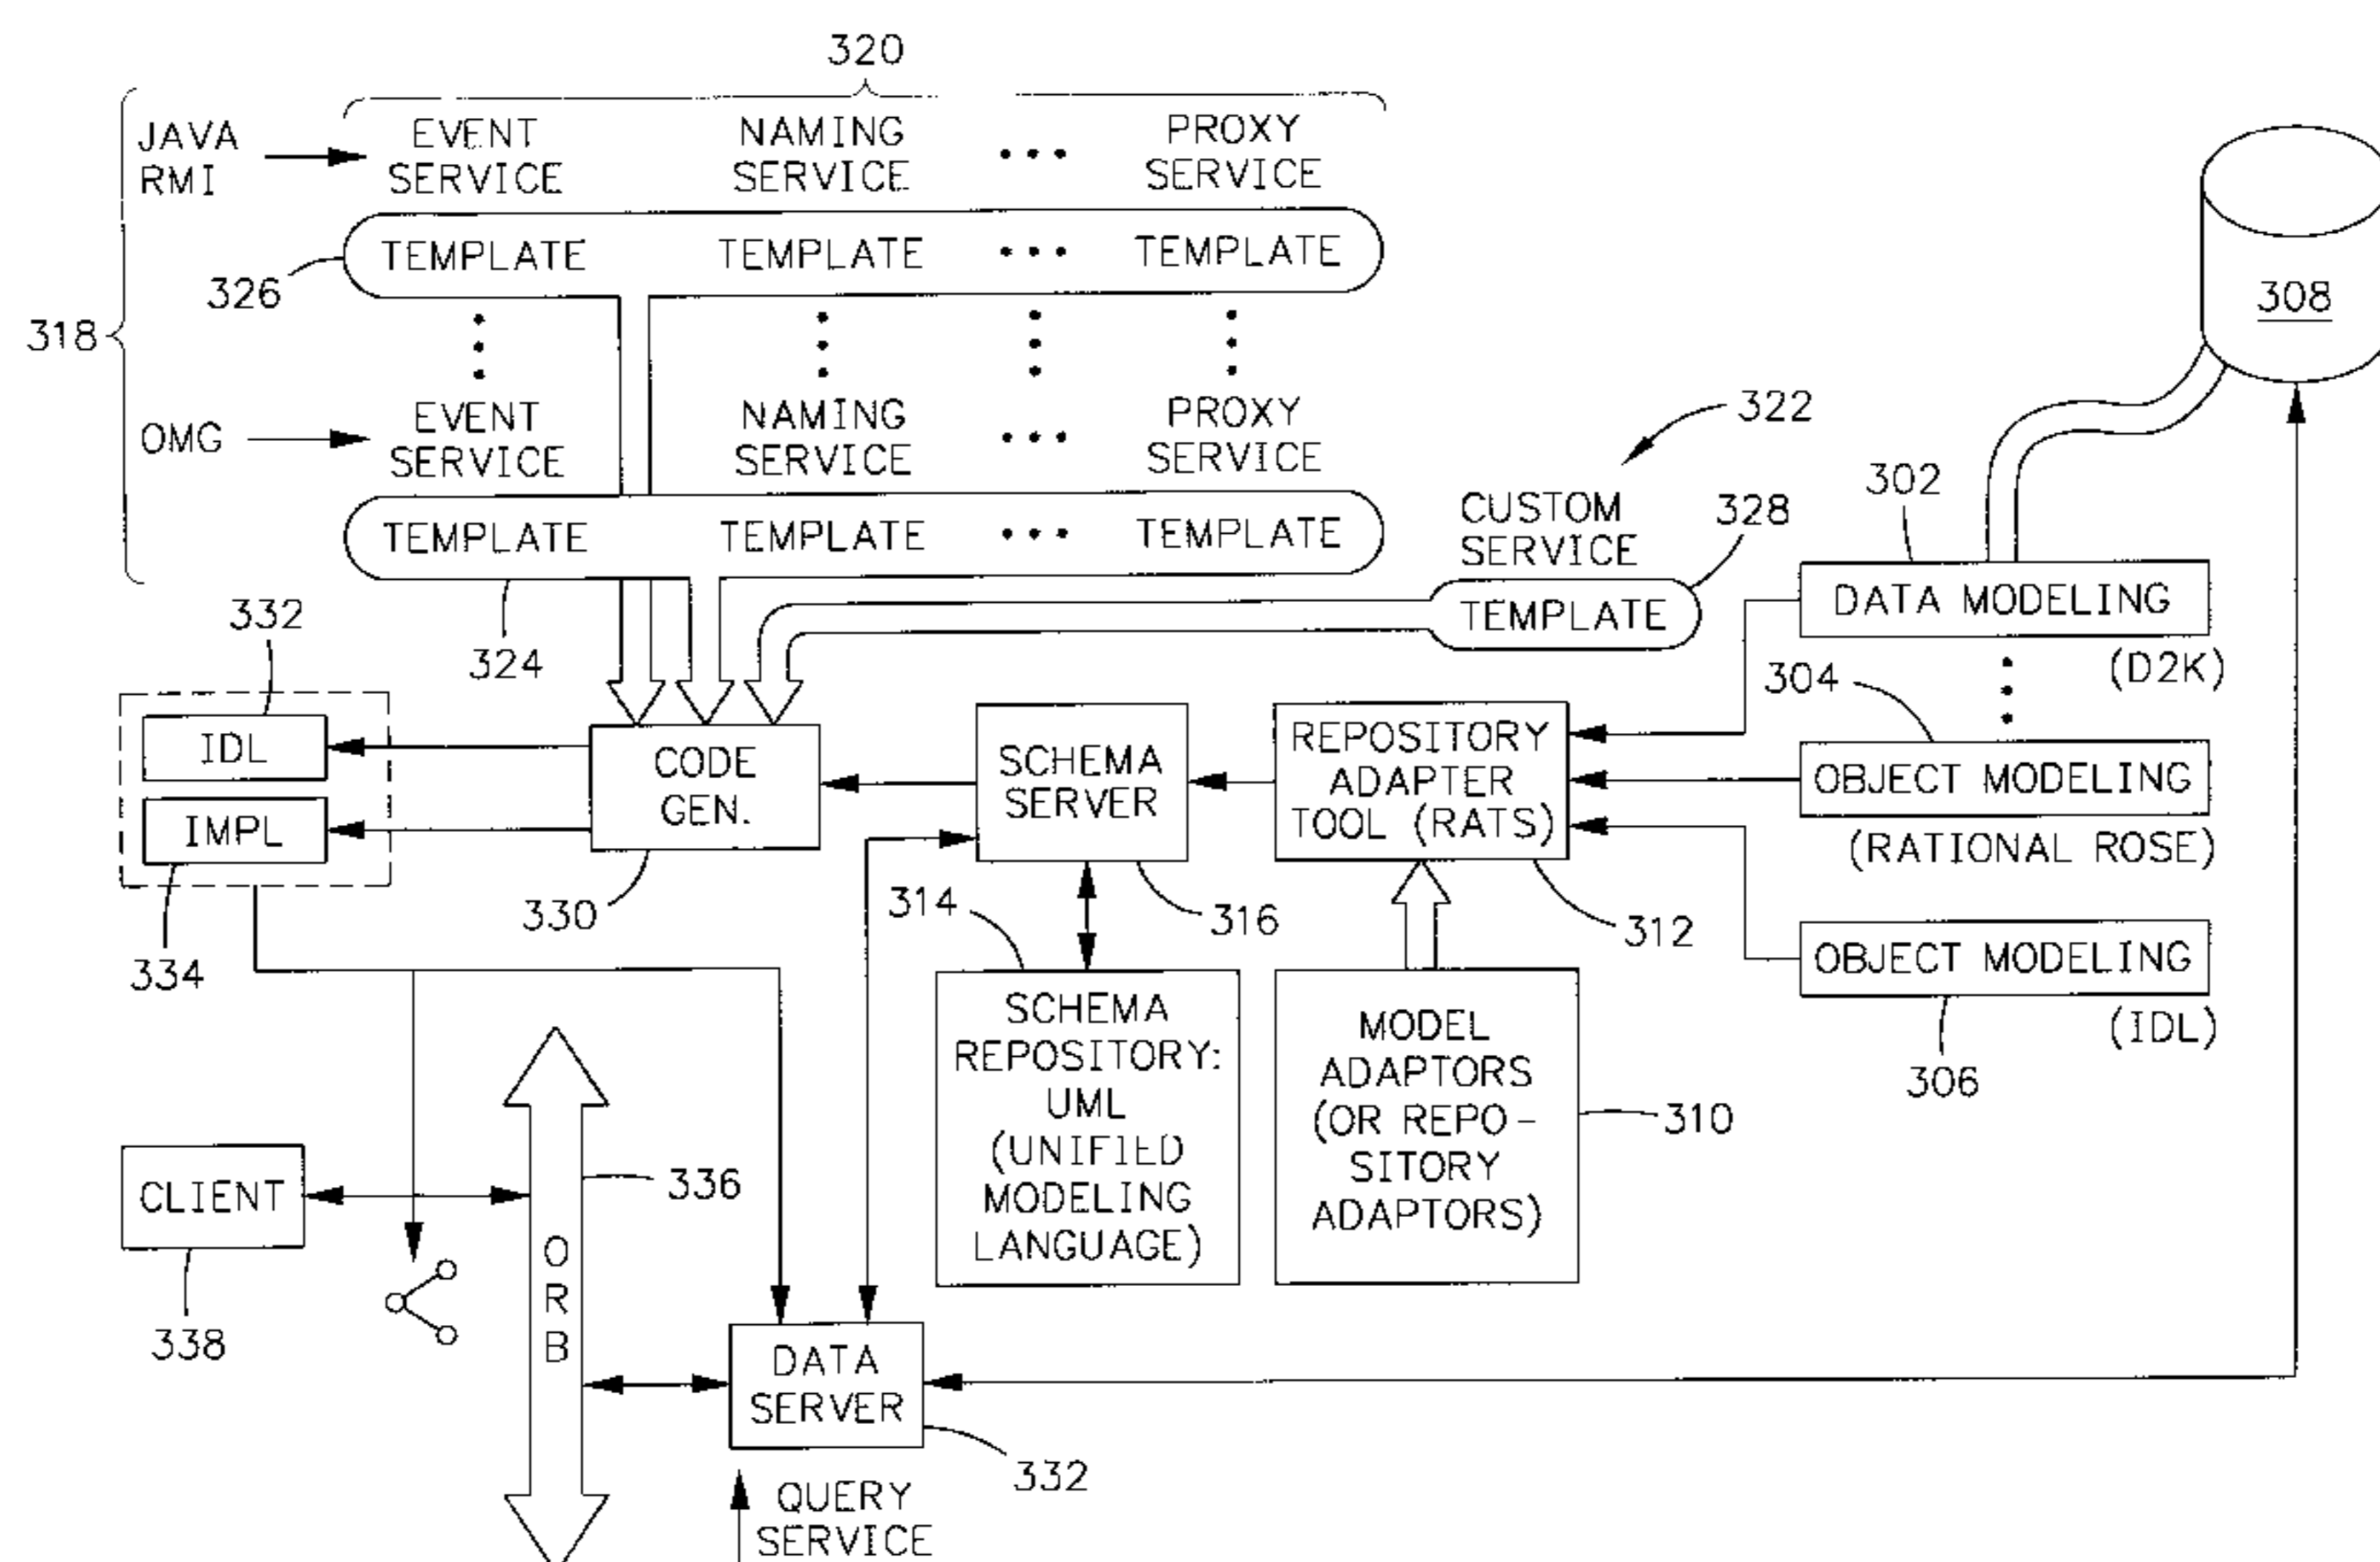 320
JAVA
RMI
EVENT
SERVICE
NAMING
SERVICE
PROXY
SERVICE
TEMPLATE TEMPLATE ••• TEMPLATE
326
318
308
OMG
EVENT
SERVICE
NAMING
SERVICE
PROXY
SERVICE
322
TEMPLATE TEMPLATE ••• TEMPLATE
324
CUSTOM
SERVICE
328
TEMPLATE
302
DATA MODELING
(D2K)
304
OBJECT MODELING
(RATIONAL ROSE)
OBJECT MODELING
(IDL)
306
332
IDL
IMPL
334
CODE
GEN.
330
SCHEMA
SERVER
316
REPOSITORY
ADAPTER
TOOL (RATS)
312
314
SCHEMA
REPOSITORY:
UML
(UNIFIED
MODELING
LANGUAGE)
MODEL
ADAPTORS
(OR REPO-
SITORY
ADAPTORS)
310
CLIENT
338
336
ORB
DATA
SERVER
332
QUERY
SERVICE